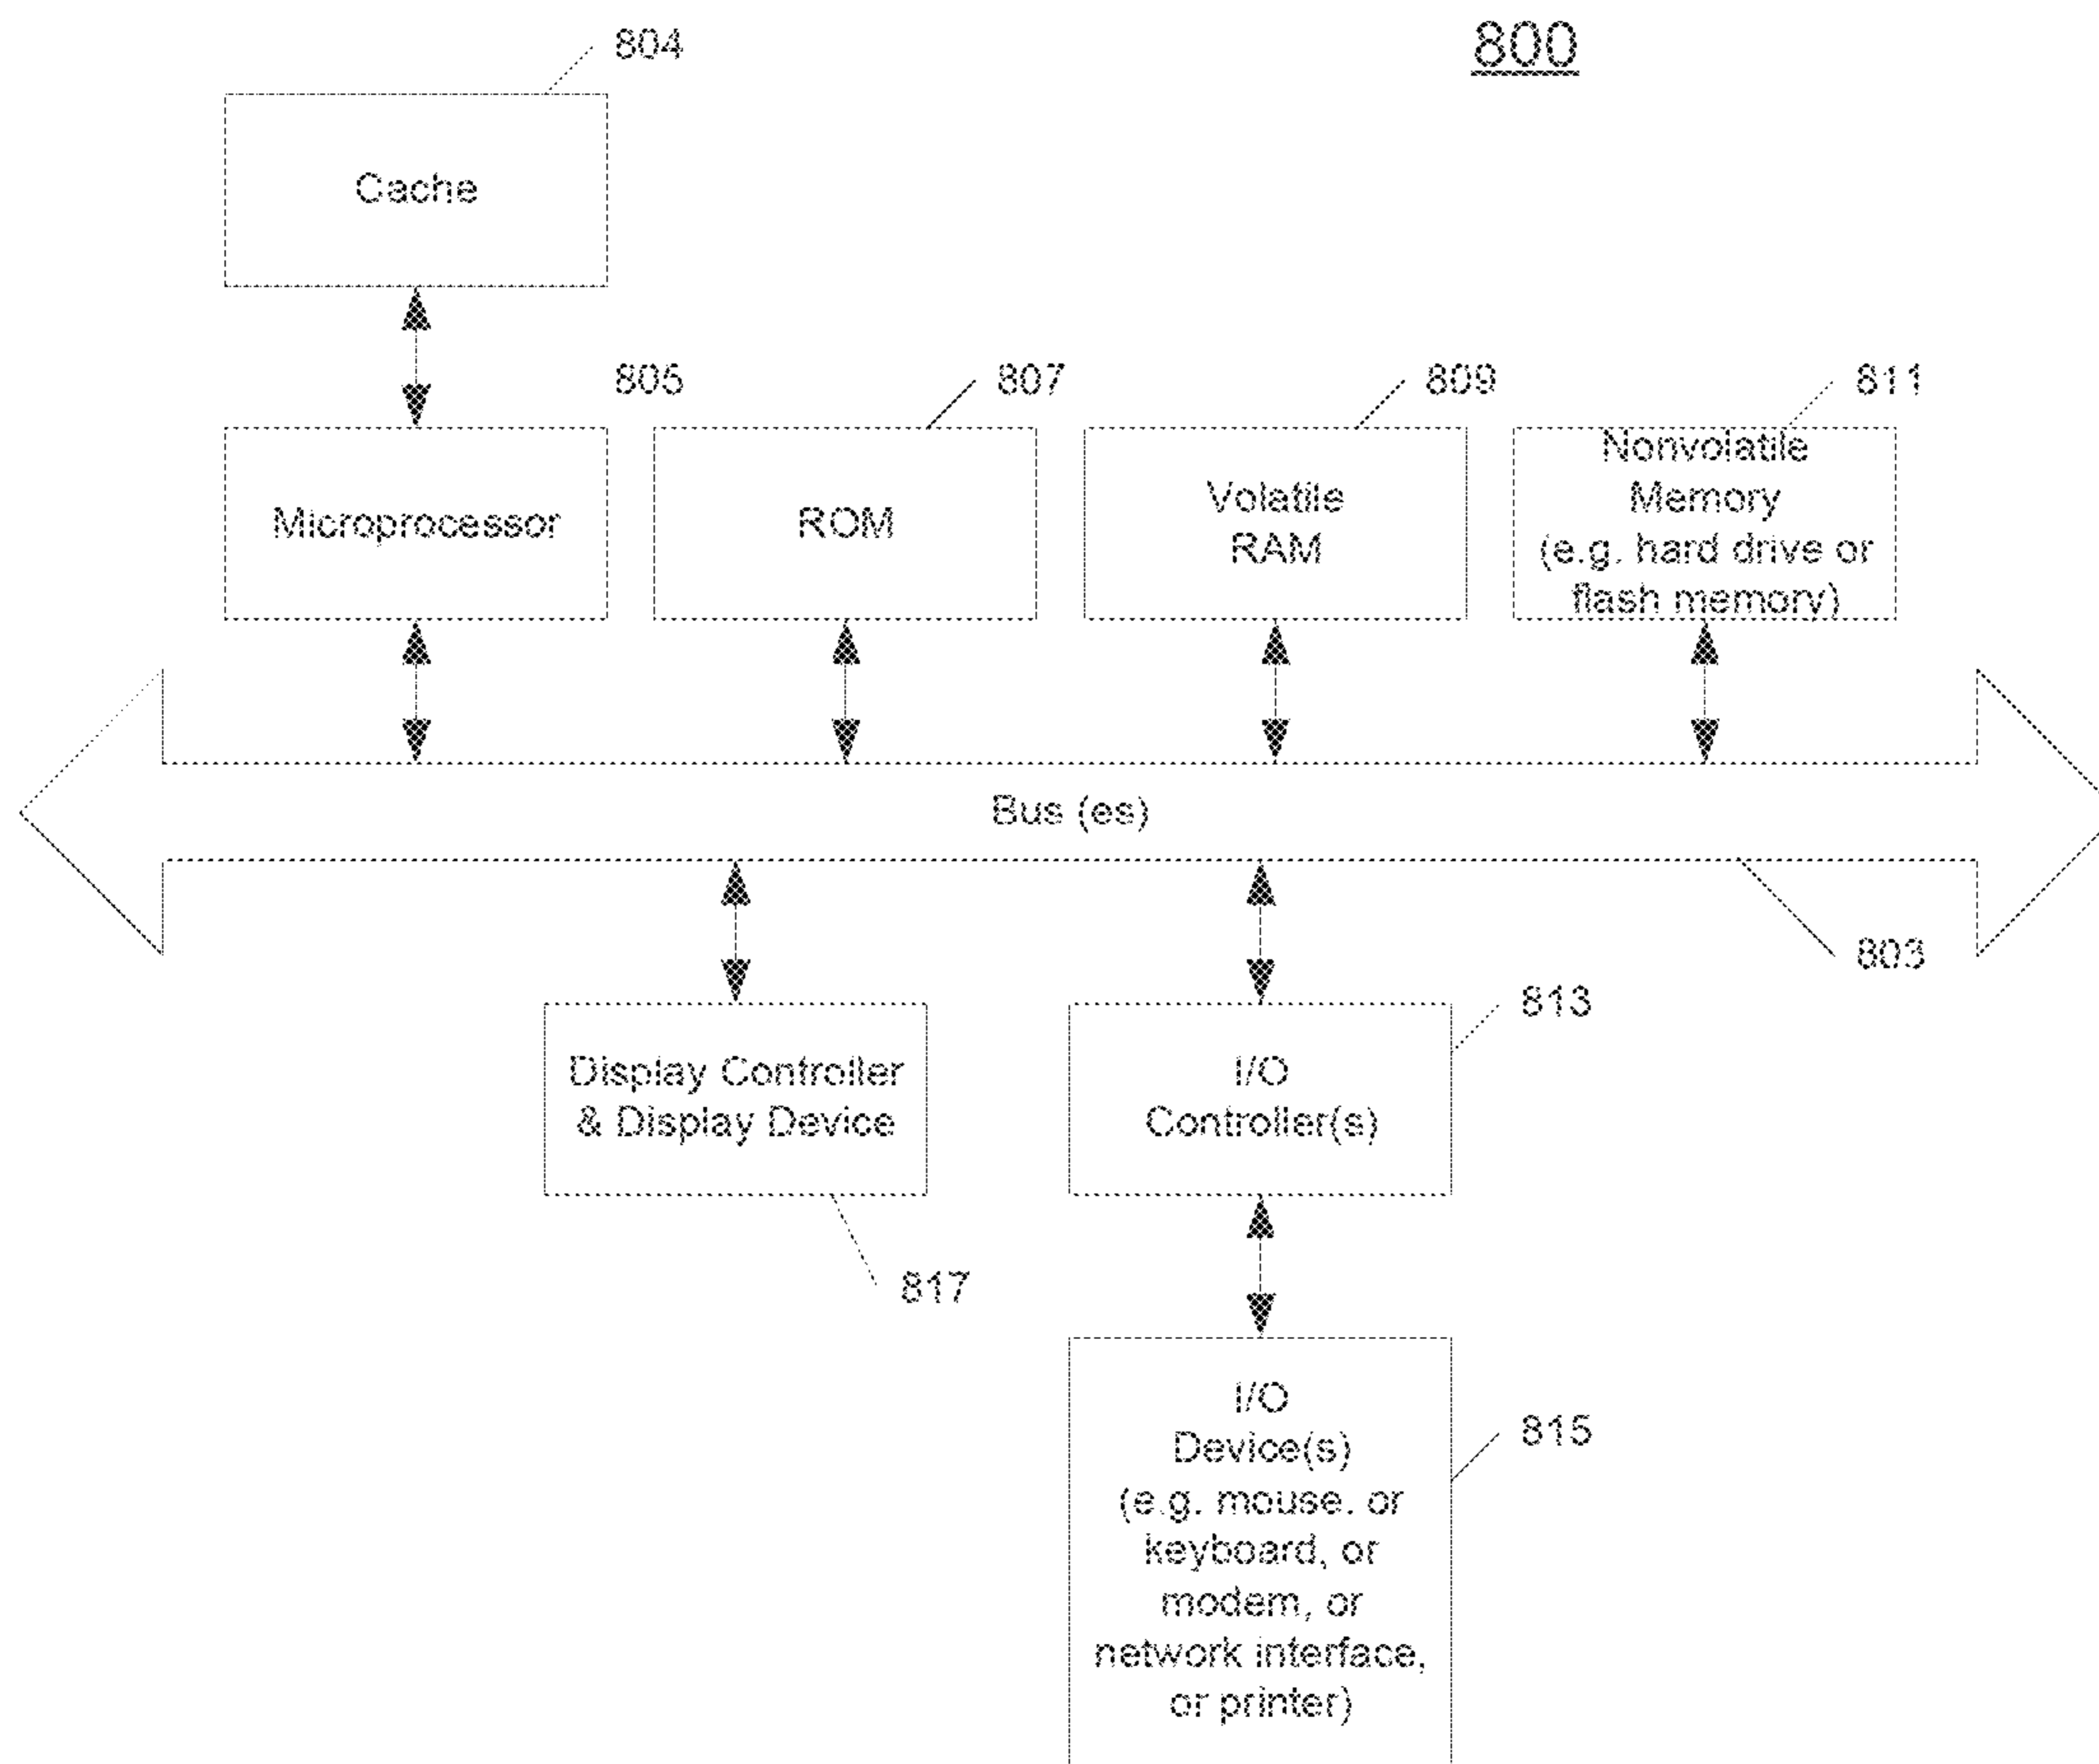 800
804
Cache
805
807
809
811
Microprocessor
ROM
Volatile
RAM
Nonvolatile
Memory
(e.g. hard drive or
flash memory)
Bus (es)
803
Display Controller
& Display Device
817
I/O
Controller(s)
813
I/O
Device(s)
(e.g. mouse. or
keyboard, or
modem, or
network interface,
or printer)
815